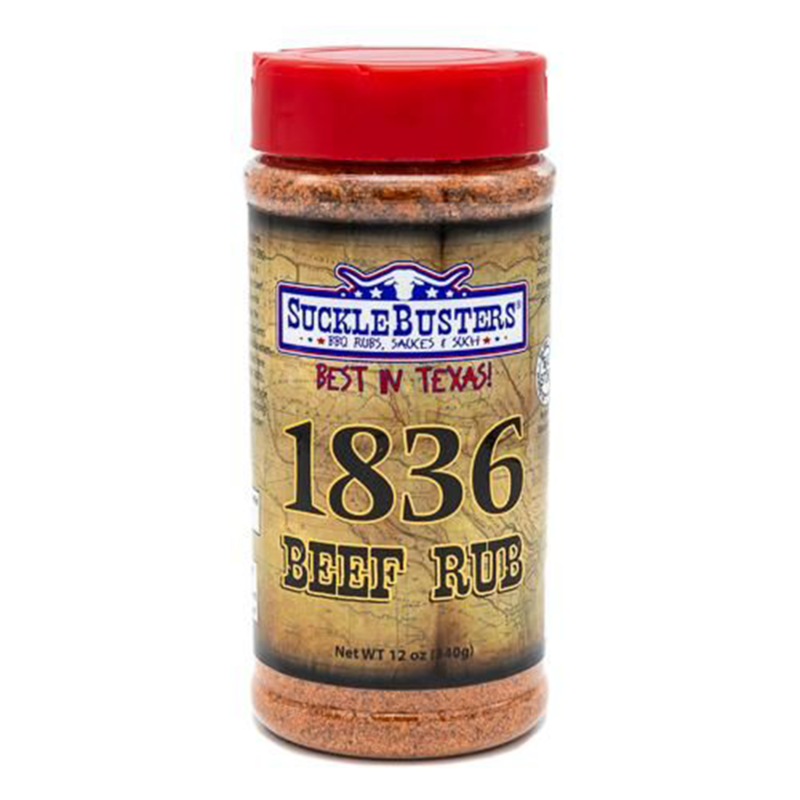 SUCKLEBUSTERS®
BBQ RUBS, SAUCES & SUCH
BEST IN TEXAS!
1836
BEEF RUB
Net WT 12 oz (340g)